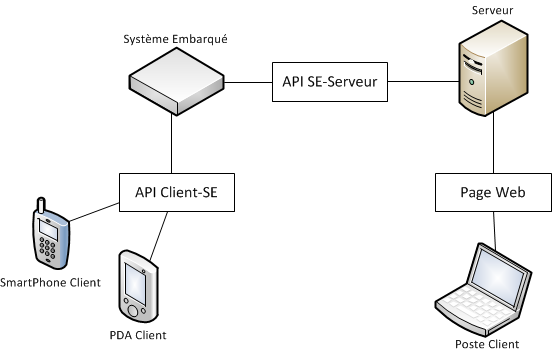 Serveur
Système Embarqué
API SE-Serveur
API Client-SE
Page Web
SmartPhone Client
PDA Client
Poste Client